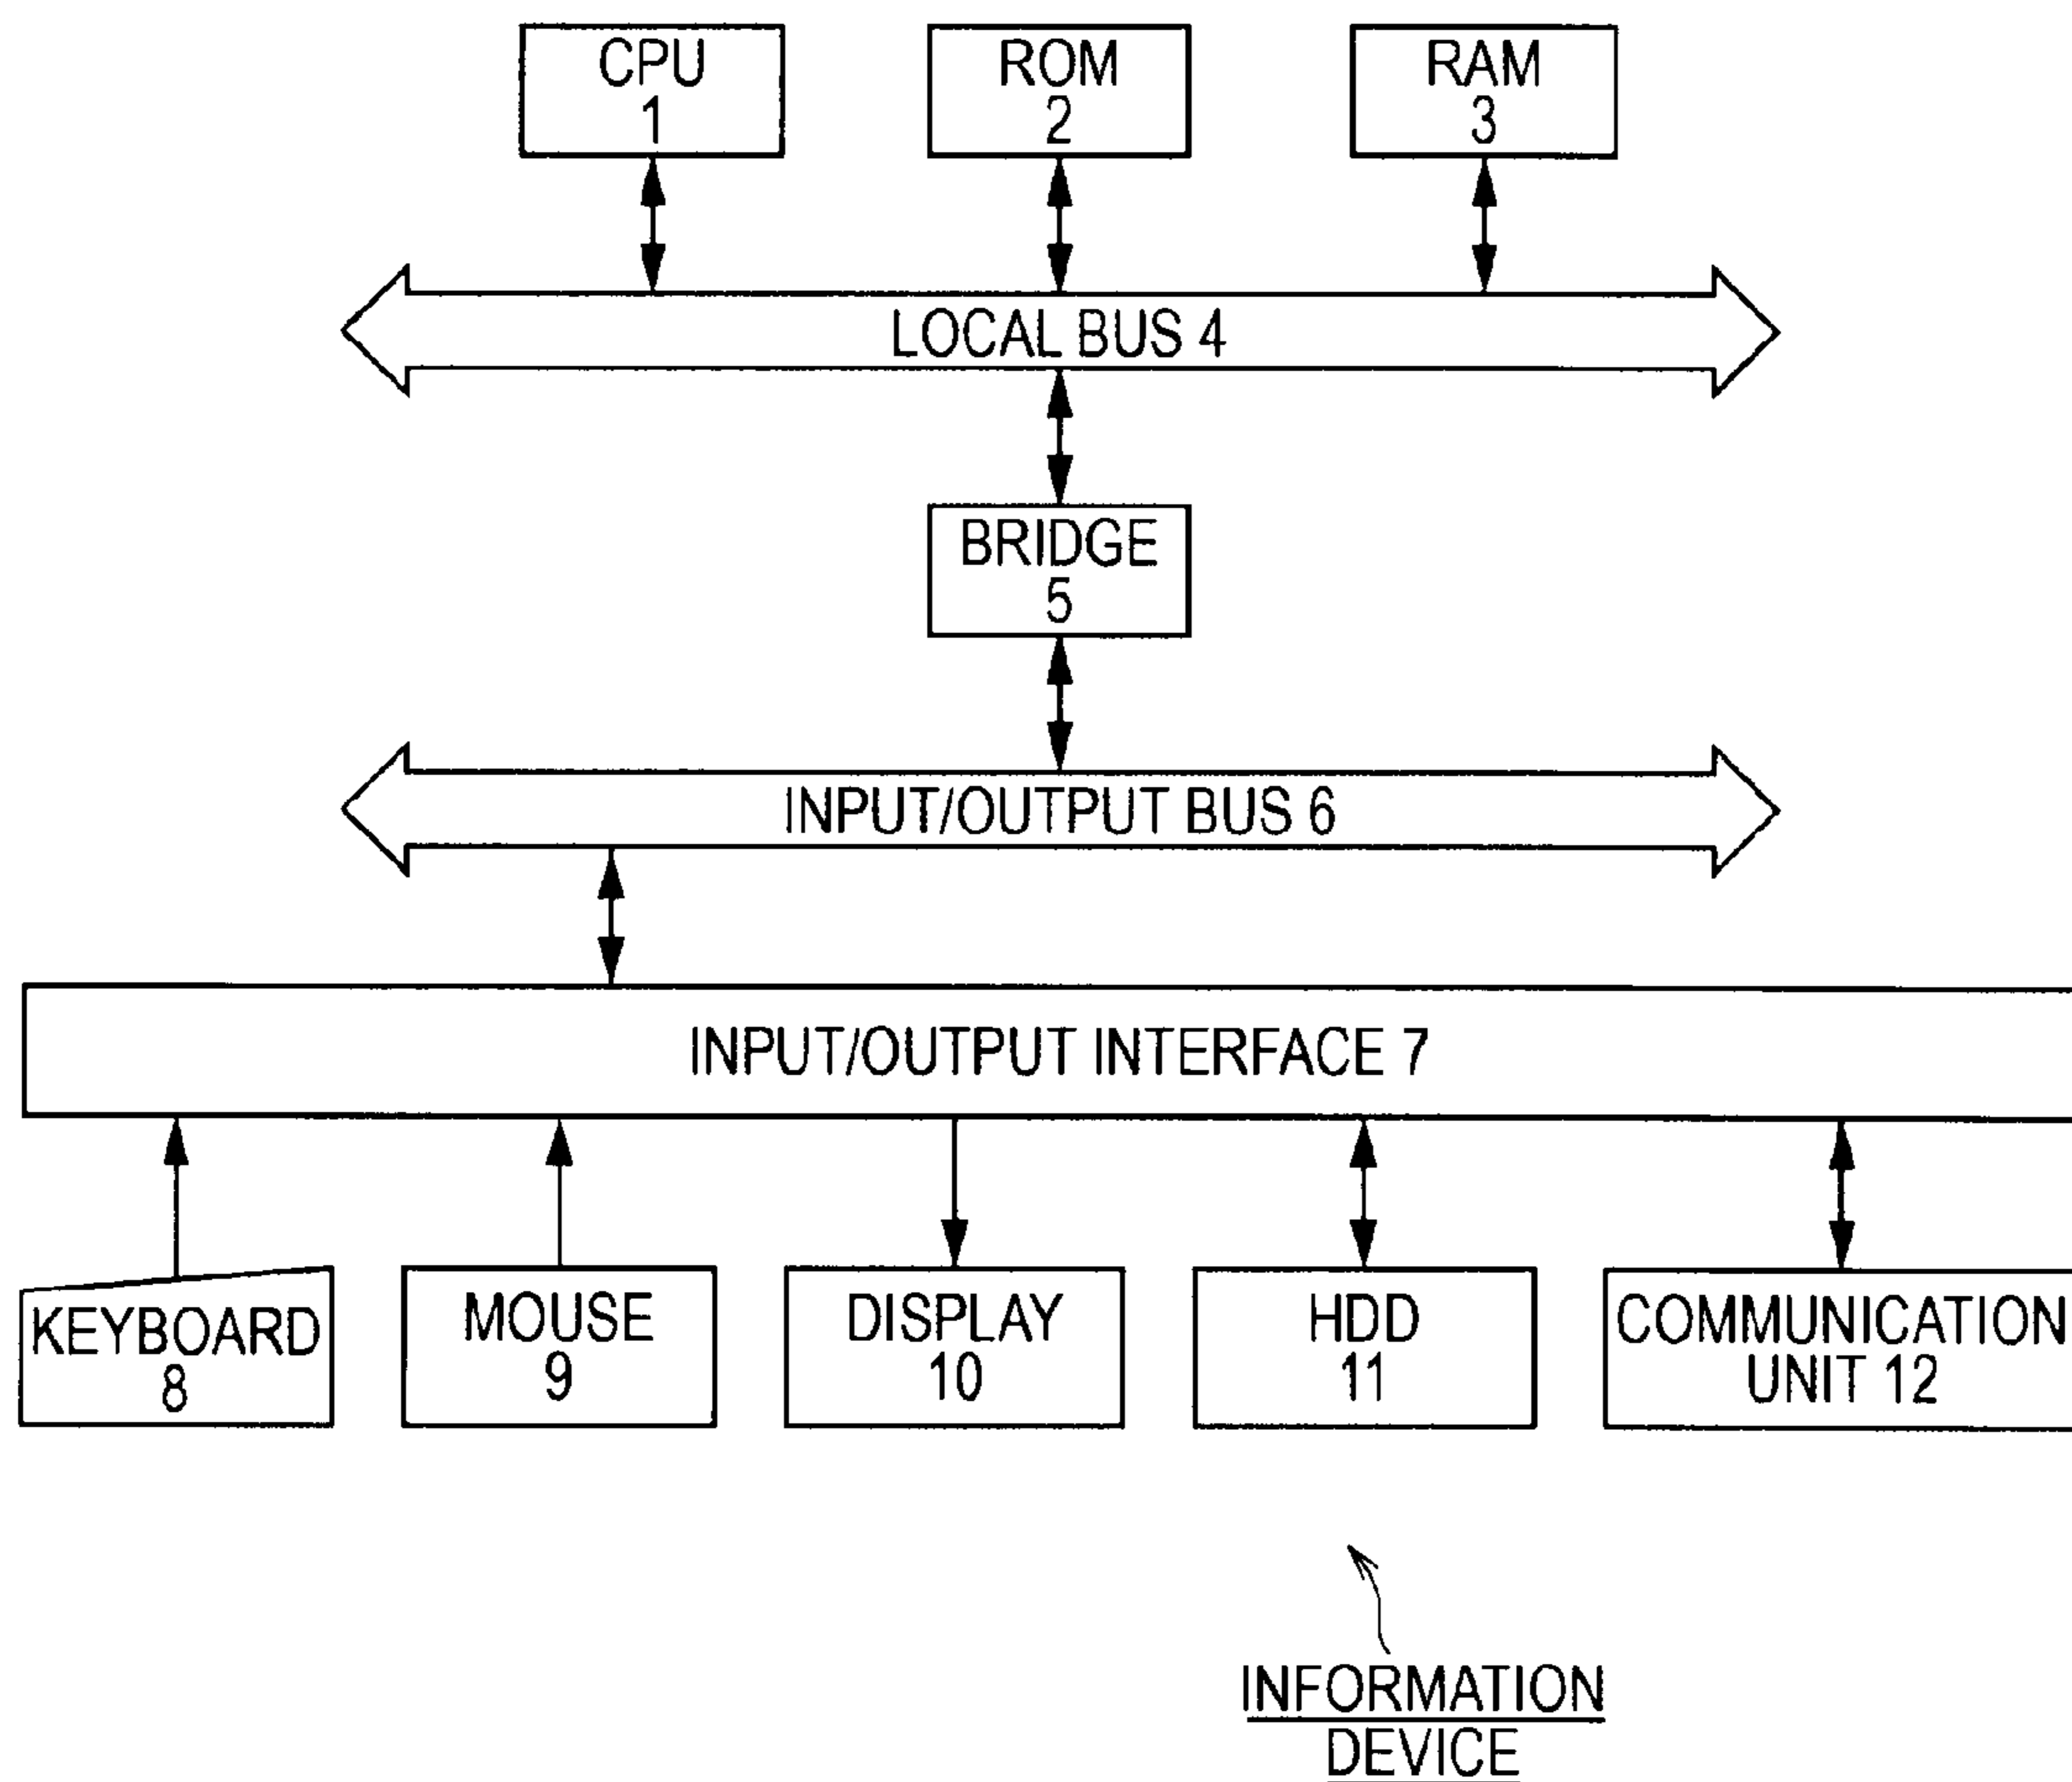 CPU
1
ROM
2
RAM
3
LOCAL BUS 4
BRIDGE
5
INPUT/OUTPUT BUS 6
INPUT/OUTPUT INTERFACE 7
KEYBOARD
8
MOUSE
9
DISPLAY
10
HDD
11
COMMUNICATION
UNIT 12
INFORMATION
DEVICE